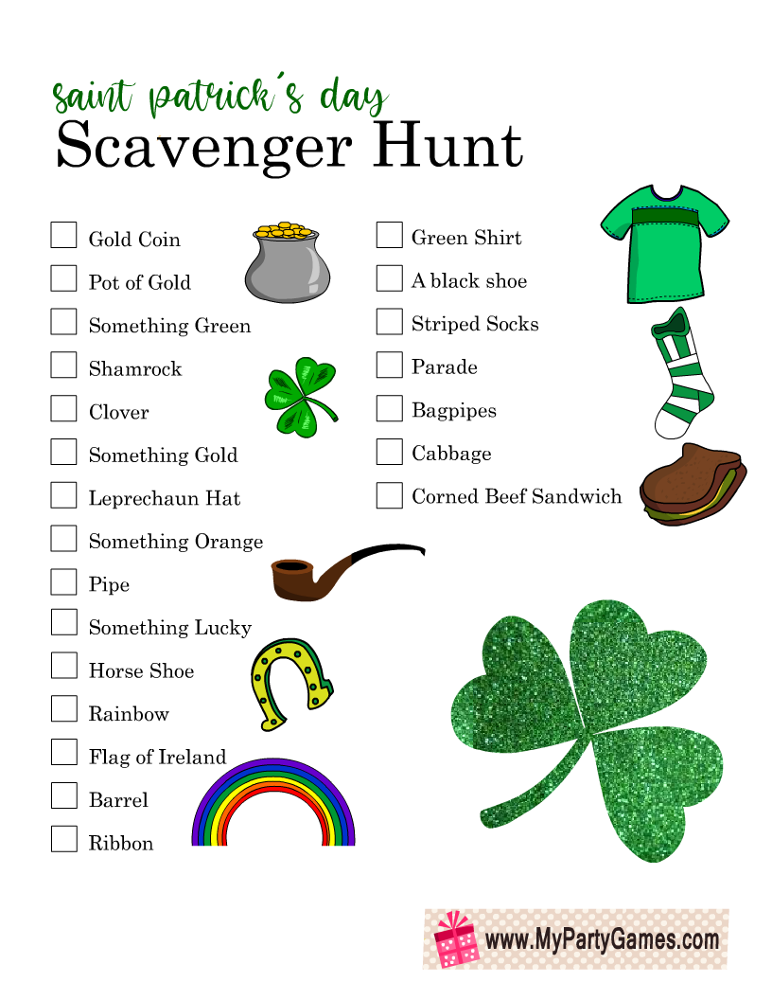 saint patrick's day
Scavenger Hunt
Gold Coin
Pot of Gold
Something Green
Shamrock
Clover
Something Gold
Leprechaun Hat
Something Orange
Pipe
Something Lucky
Horse Shoe
Rainbow
Flag of Ireland
Barrel
Ribbon
Green Shirt
A black shoe
Striped Socks
Parade
Bagpipes
Cabbage
Corned Beef Sandwich
www.MyPartyGames.com